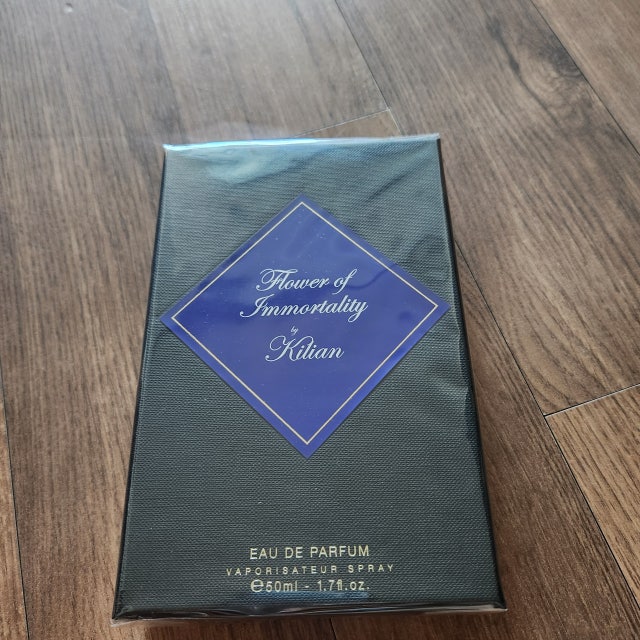 Flower of
Immortality
by
Kilian
EAU DE PARFUM
VAPORISATEUR SPRAY
℮50ml - 1.7fl.oz.